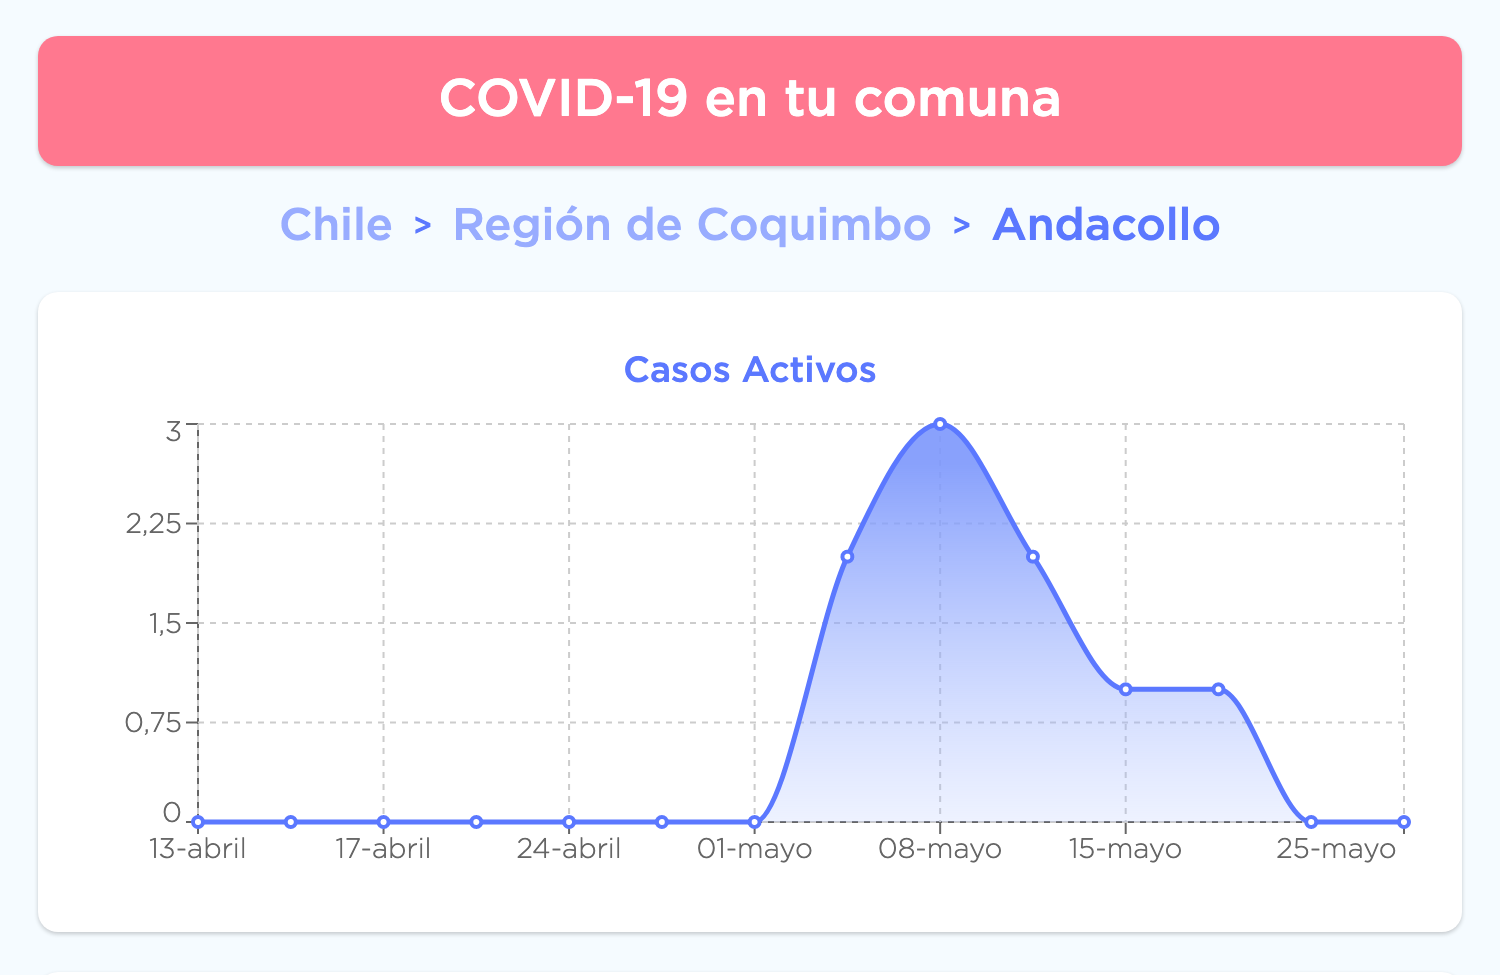 COVID-19 en tu comuna
Chile > Región de Coquimbo > Andacollo
Casos Activos
3
2,25
1,5
0,75
0
13-abril 17-abril 24-abril 01-mayo 08-mayo 15-mayo 25-mayo